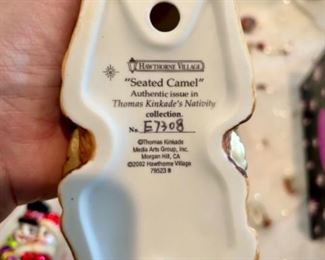 HAWTHORNE VILLAGE
"Seated Camel"
Authentic issue in
Thomas Kinkade's Nativity
collection.
No. E7308
©Thomas Kinkade
Media Arts Group, Inc.
Morgan Hill, CA
©2002 Hawthorne Village
79523 B